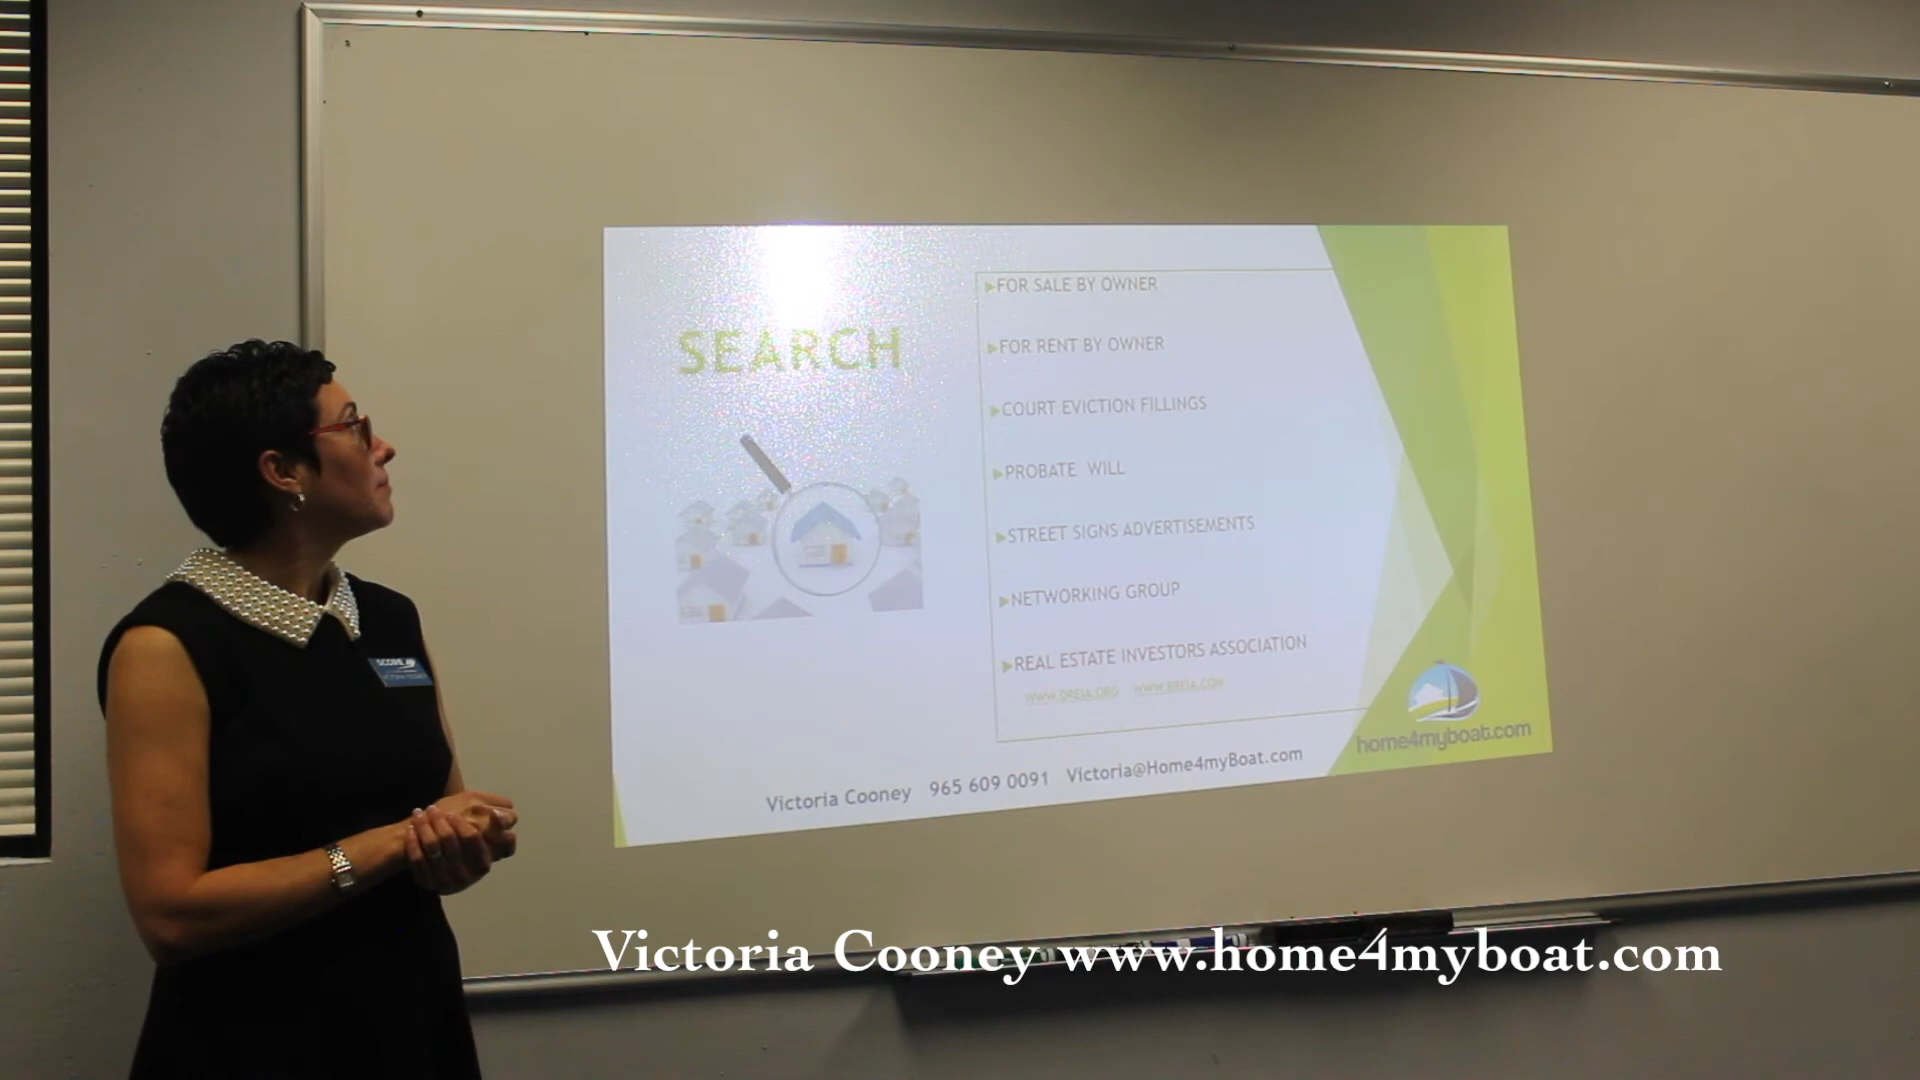 SEARCH
▶FOR SALE BY OWNER
▶FOR RENT BY OWNER
▶COURT EVICTION FILLINGS
▶PROBATE WILL
▶STREET SIGNS ADVERTISEMENTS
▶NETWORKING GROUP
▶REAL ESTATE INVESTORS ASSOCIATION
home4myboat.com
Victoria Cooney 965 609 0091 Victoria@Home4myBoat.com
SCORE
Victoria Cooney www.home4myboat.com